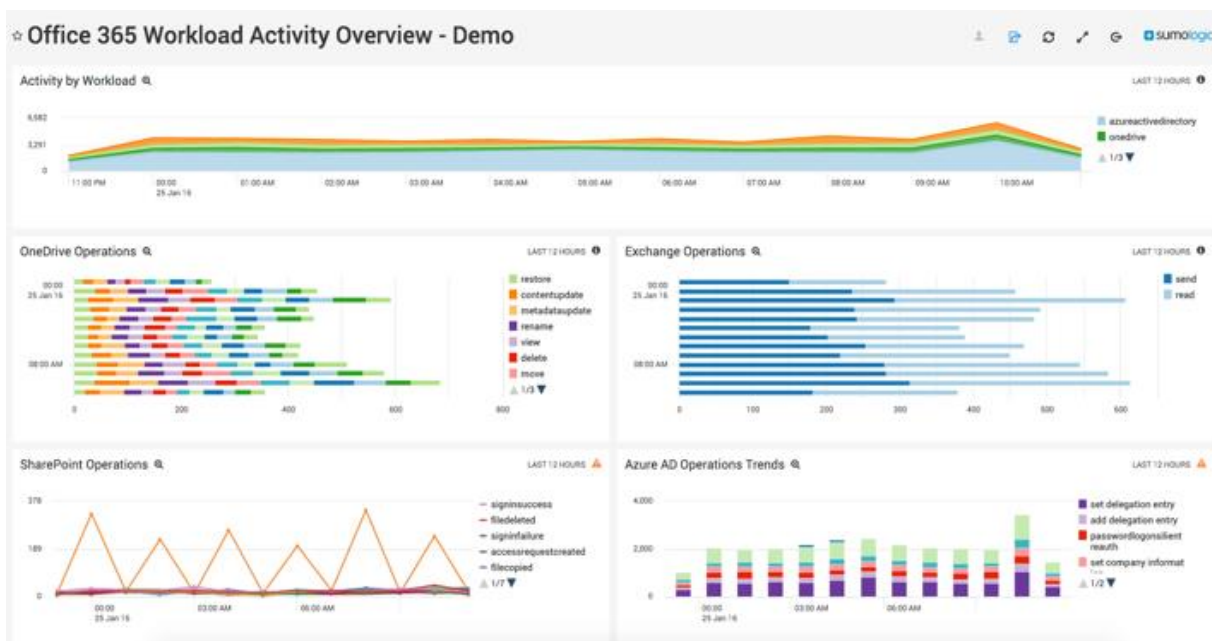 Office 365 Workload Activity Overview - Demo
sumologic
Activity by Workload
LAST 12 HOURS
6,582
3,291
0
11:00 PM 00:00 01:00 AM 02:00 AM 03:00 AM 04:00 AM 05:00 AM 06:00 AM 07:00 AM 08:00 AM 09:00 AM 10:00 AM
25 Jan 16
azureactivedirectory
onedrive
1/3
OneDrive Operations
LAST 12 HOURS
00:00
25 Jan 16
08:00 AM
0 200 400 600 800
restore
contentupdate
metadataupdate
rename
view
delete
move
1/3
Exchange Operations
LAST 12 HOURS
00:00
25 Jan 16
08:00 AM
0 100 200 300 400 500 600
send
read
SharePoint Operations
LAST 12 HOURS
378
189
0
00:00 03:00 AM 06:00 AM
25 Jan 16
signinsuccess
filedeleted
signinfailure
accessrequestcreated
filecopied
1/7
Azure AD Operations Trends
LAST 12 HOURS
4,000
2,000
0
00:00 03:00 AM 06:00 AM
25 Jan 16
set delegation entry
add delegation entry
passwordlogonsilent
reauth
set company informat
1/2